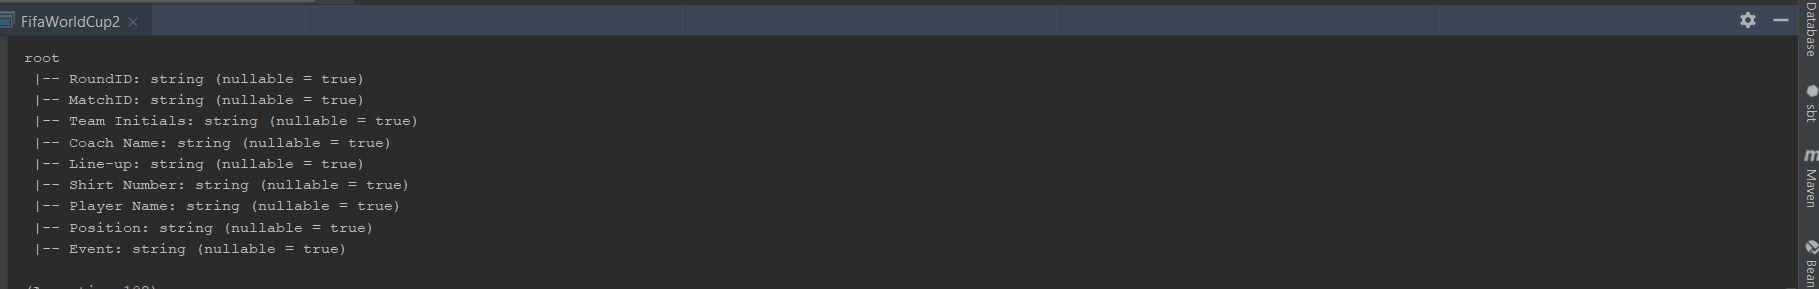 FifaWorldCup2
root
|-- RoundID: string (nullable = true)
|-- MatchID: string (nullable = true)
|-- Team Initials: string (nullable = true)
|-- Coach Name: string (nullable = true)
|-- Line-up: string (nullable = true)
|-- Shirt Number: string (nullable = true)
|-- Player Name: string (nullable = true)
|-- Position: string (nullable = true)
|-- Event: string (nullable = true)
Database
sbt
m
Maven
Bean